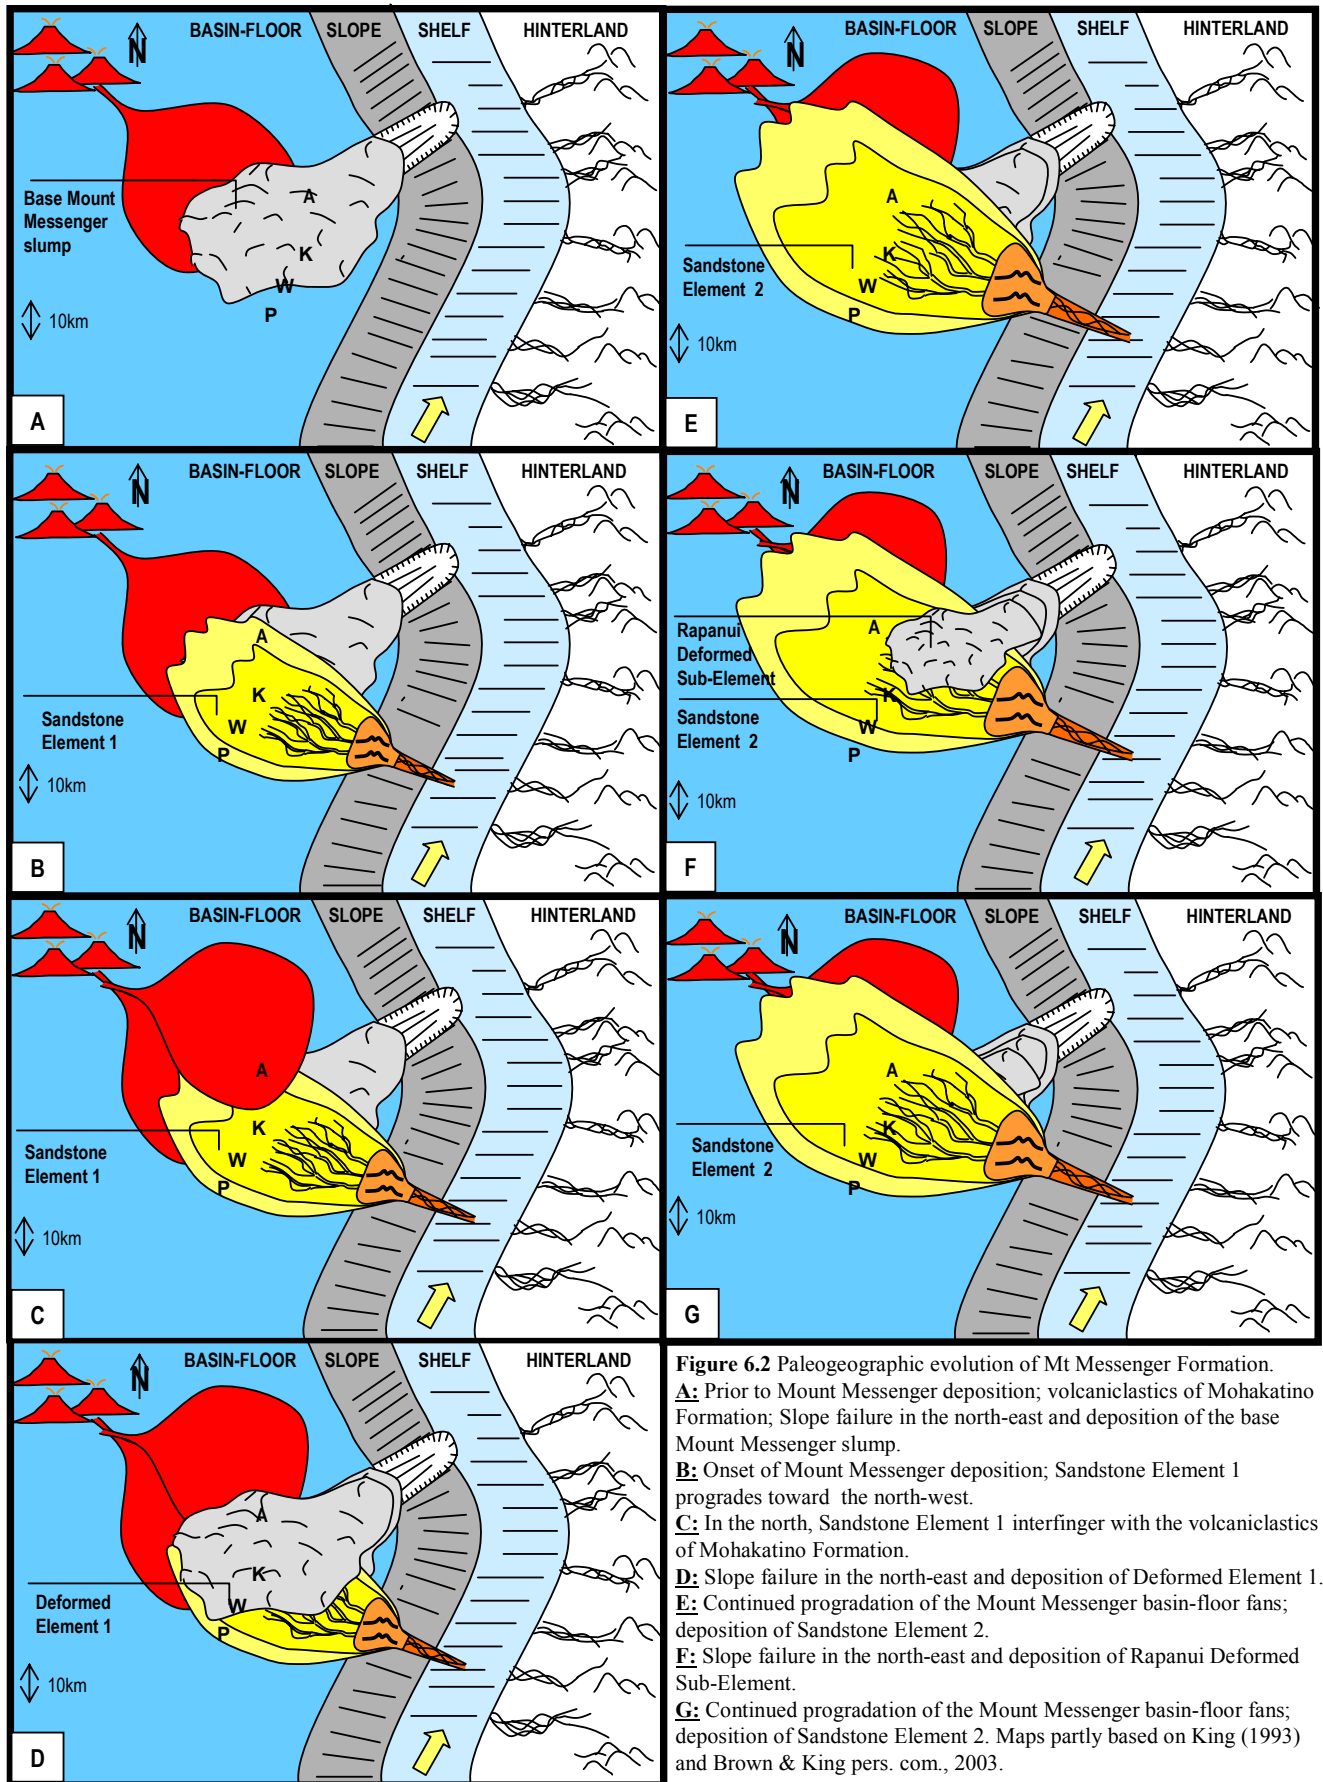 N
BASIN-FLOOR SLOPE SHELF HINTERLAND
Base Mount
Messenger
slump
A
K
W
P
10km
A
N
BASIN-FLOOR SLOPE SHELF HINTERLAND
A
K
W
P
Sandstone
Element 1
10km
B
N
BASIN-FLOOR SLOPE SHELF HINTERLAND
A
K
W
P
Sandstone
Element 1
10km
C
N
BASIN-FLOOR SLOPE SHELF HINTERLAND
A
K
W
P
Deformed
Element 1
10km
D
N
BASIN-FLOOR SLOPE SHELF HINTERLAND
A
K
W
P
Sandstone
Element 2
10km
E
N
BASIN-FLOOR SLOPE SHELF HINTERLAND
Rapanui
Deformed
Sub-Element
A
K
W
P
Sandstone
Element 2
10km
F
N
BASIN-FLOOR SLOPE SHELF HINTERLAND
A
K
W
P
Sandstone
Element 2
10km
G
Figure 6.2 Paleogeographic evolution of Mt Messenger Formation.
A: Prior to Mount Messenger deposition; volcaniclastics of Mohakatino
Formation; Slope failure in the north-east and deposition of the base
Mount Messenger slump.
B: Onset of Mount Messenger deposition; Sandstone Element 1
progrades toward the north-west.
C: In the north, Sandstone Element 1 interfinger with the volcaniclastics
of Mohakatino Formation.
D: Slope failure in the north-east and deposition of Deformed Element 1.
E: Continued progradation of the Mount Messenger basin-floor fans;
deposition of Sandstone Element 2.
F: Slope failure in the north-east and deposition of Rapanui Deformed
Sub-Element.
G: Continued progradation of the Mount Messenger basin-floor fans;
deposition of Sandstone Element 2. Maps partly based on King (1993)
and Brown & King pers. com., 2003.